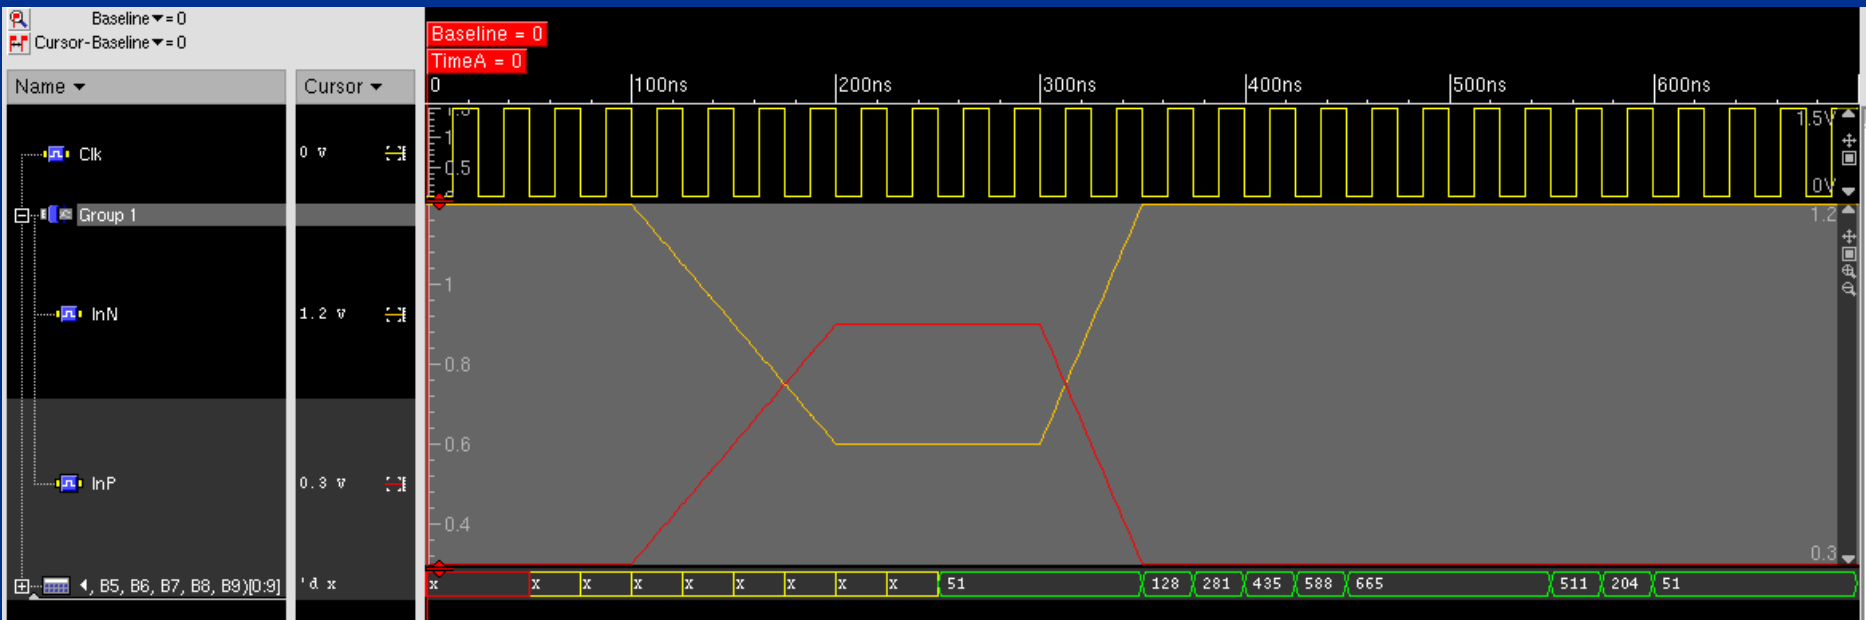 Baseline▼= 0
Cursor-Baseline▼= 0
Baseline = 0
TimeA = 0
Name ▼
Cursor ▼
0 100ns 200ns 300ns 400ns 500ns 600ns
Clk
0 v
1
0.5
1.5V
0V
Group 1
1.2
1
0.8
0.6
0.4
0.3
InN
1.2 v
InP
0.3 v
, B5, B6, B7, B8, B9)[0:9]
'd x
x x x x x x x x x 51 128 281 435 588 665 511 204 51